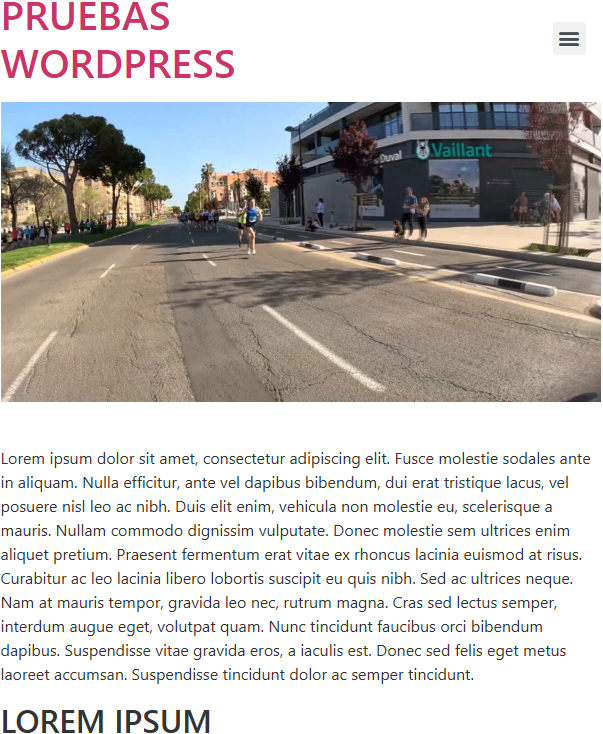 PRUEBAS
WORDPRESS
Duval
Vaillant
Lorem ipsum dolor sit amet, consectetur adipiscing elit. Fusce molestie sodales ante
in aliquam. Nulla efficitur, ante vel dapibus bibendum, dui erat tristique lacus, vel
posuere nisl leo ac nibh. Duis elit enim, vehicula non molestie eu, scelerisque a
mauris. Nullam commodo dignissim vulputate. Donec molestie sem ultrices enim
aliquet pretium. Praesent fermentum erat vitae ex rhoncus lacinia euismod at risus.
Curabitur ac leo lacinia libero lobortis suscipit eu quis nibh. Sed ac ultrices neque.
Nam at mauris tempor, gravida leo nec, rutrum magna. Cras sed lectus semper,
interdum augue eget, volutpat quam. Nunc tincidunt faucibus orci bibendum
dapibus. Suspendisse vitae gravida eros, a iaculis est. Donec sed felis eget metus
laoreet accumsan. Suspendisse tincidunt dolor ac semper tincidunt.
LOREM IPSUM